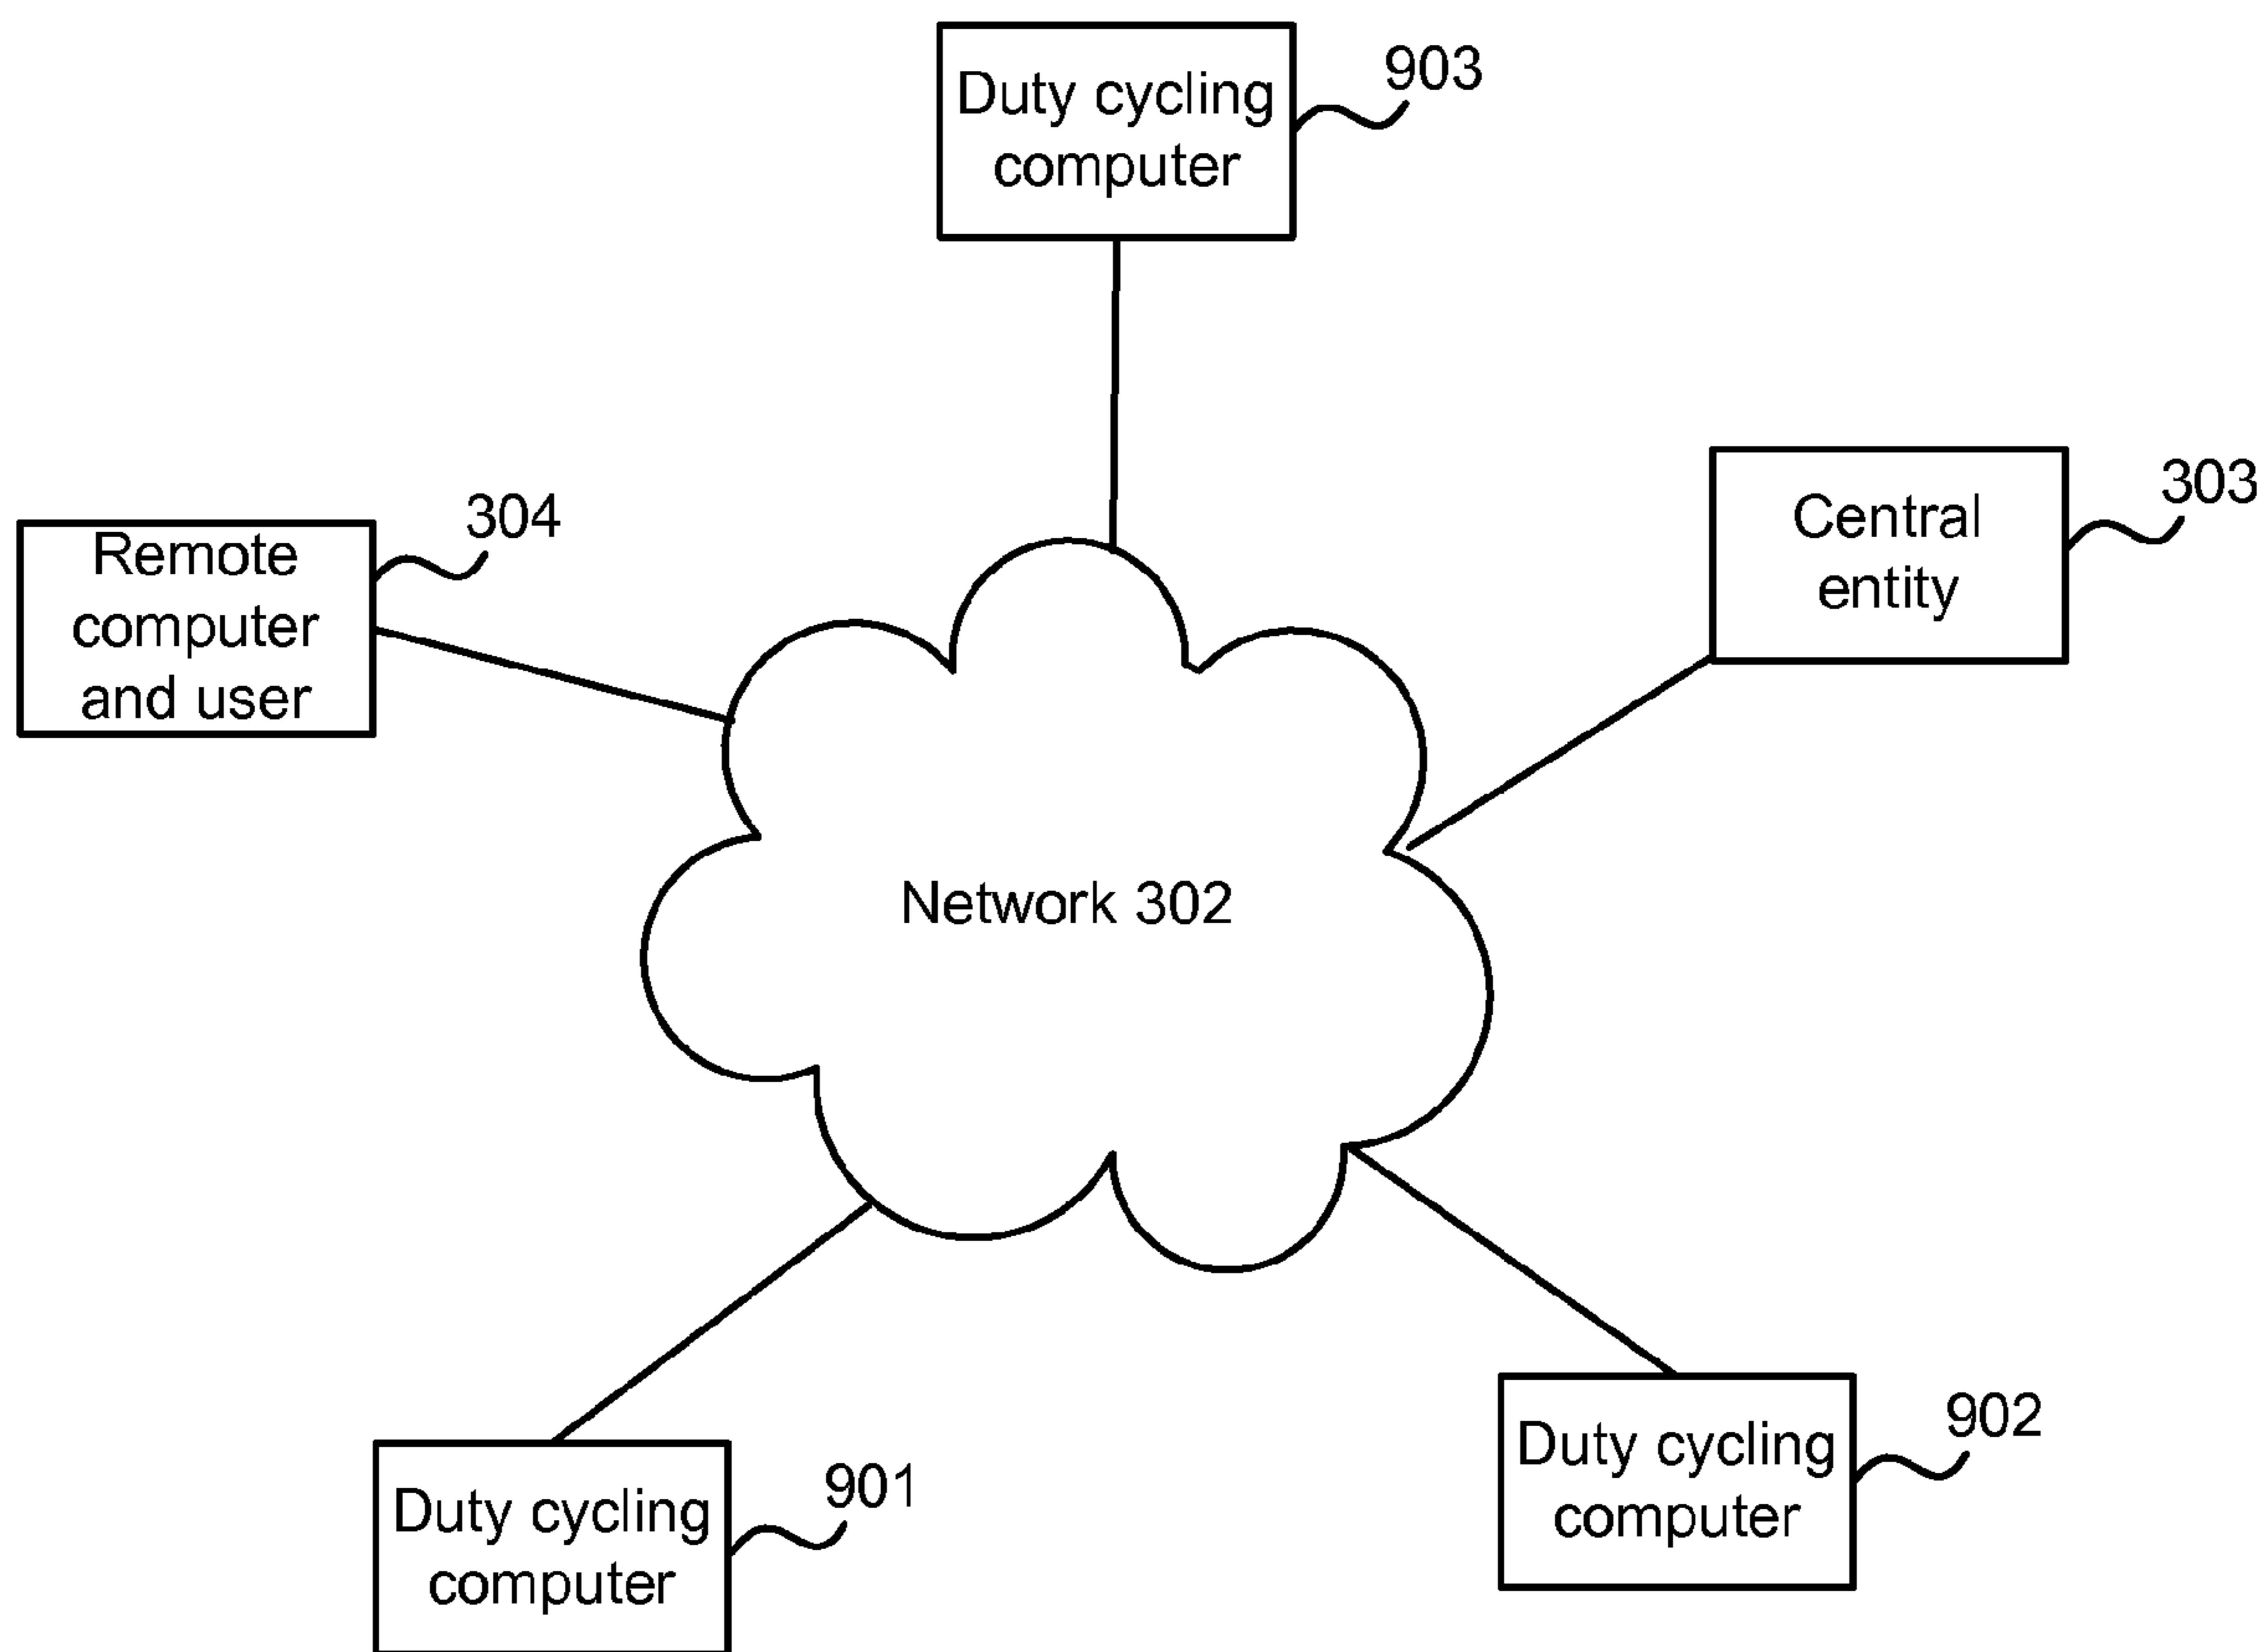 Duty cycling
computer
903
Central
entity
303
Remote
computer
and user
304
Network 302
Duty cycling
computer
902
Duty cycling
computer
901